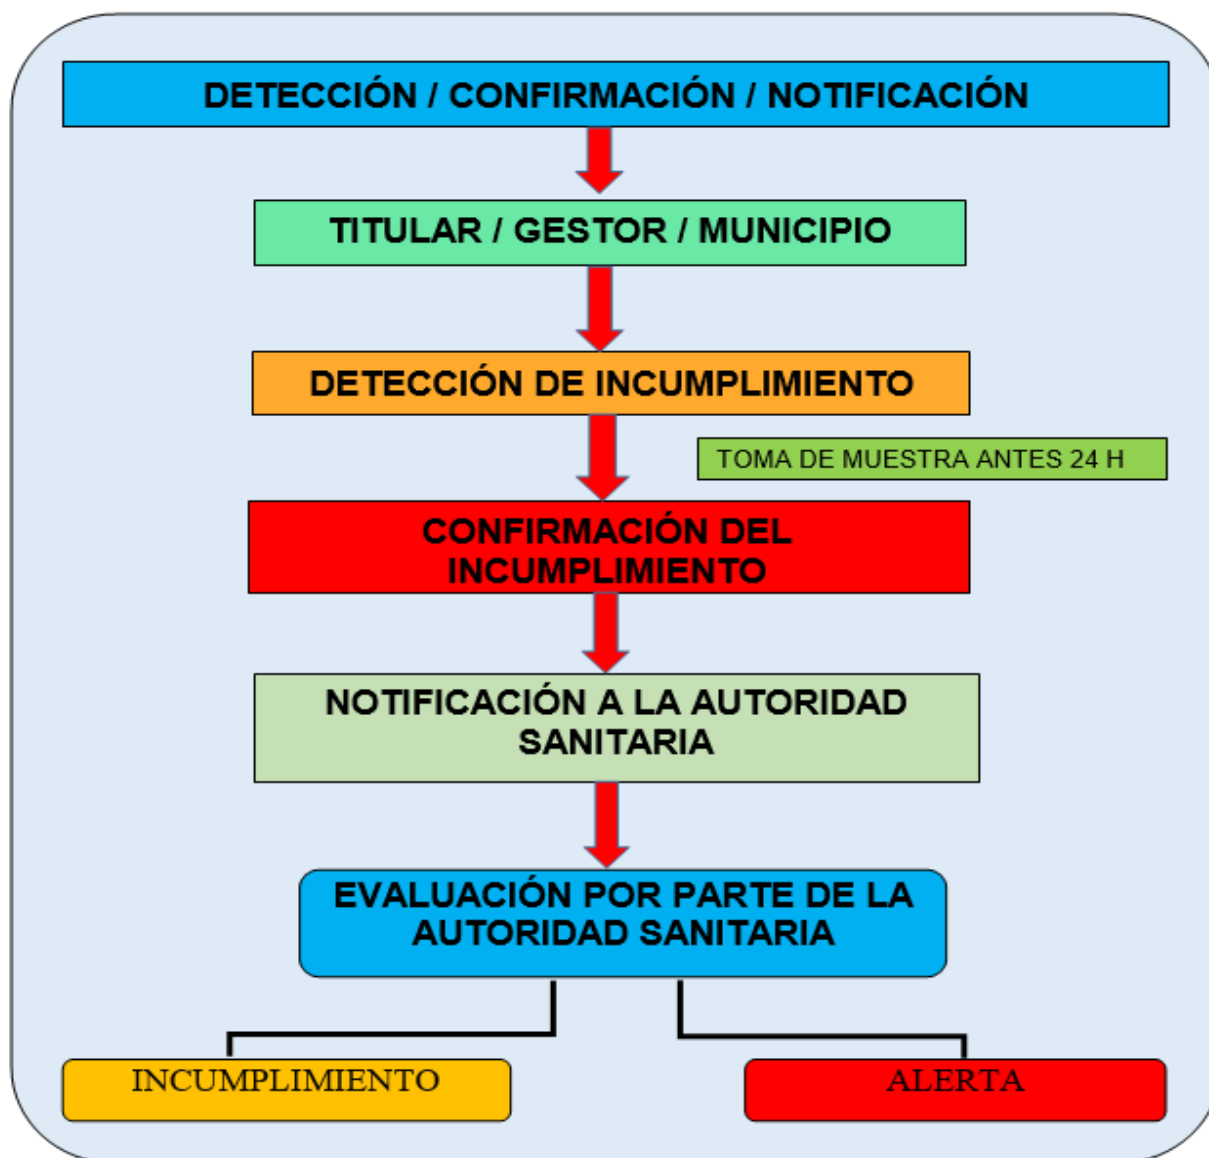 DETECCIÓN / CONFIRMACIÓN / NOTIFICACIÓN
TITULAR / GESTOR / MUNICIPIO
DETECCIÓN DE INCUMPLIMIENTO
TOMA DE MUESTRA ANTES 24 H
CONFIRMACIÓN DEL
INCUMPLIMIENTO
NOTIFICACIÓN A LA AUTORIDAD
SANITARIA
EVALUACIÓN POR PARTE DE LA
AUTORIDAD SANITARIA
INCUMPLIMIENTO
ALERTA